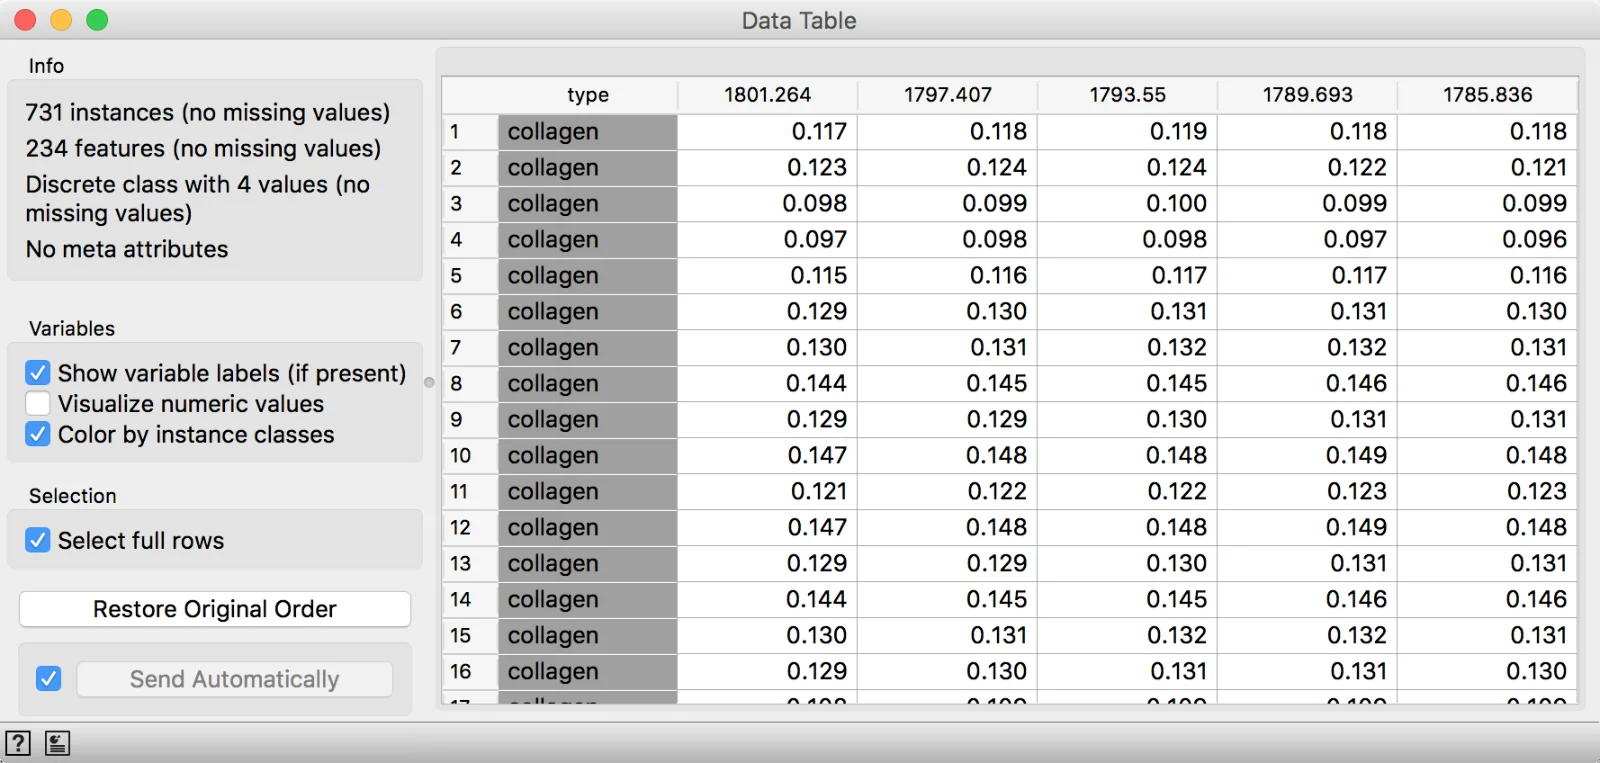 Data Table
Info
731 instances (no missing values)
234 features (no missing values)
Discrete class with 4 values (no
missing values)
No meta attributes
Variables
Show variable labels (if present)
Visualize numeric values
Color by instance classes
Selection
Select full rows
Restore Original Order
Send Automatically
type 1801.264 1797.407 1793.55 1789.693 1785.836
1 collagen 0.117 0.118 0.119 0.118 0.118
2 collagen 0.123 0.124 0.124 0.122 0.121
3 collagen 0.098 0.099 0.100 0.099 0.099
4 collagen 0.097 0.098 0.098 0.097 0.096
5 collagen 0.115 0.116 0.117 0.117 0.116
6 collagen 0.129 0.130 0.131 0.131 0.130
7 collagen 0.130 0.131 0.132 0.132 0.131
8 collagen 0.144 0.145 0.145 0.146 0.146
9 collagen 0.129 0.129 0.130 0.131 0.131
10 collagen 0.147 0.148 0.148 0.149 0.148
11 collagen 0.121 0.122 0.122 0.123 0.123
12 collagen 0.147 0.148 0.148 0.149 0.148
13 collagen 0.129 0.129 0.130 0.131 0.131
14 collagen 0.144 0.145 0.145 0.146 0.146
15 collagen 0.130 0.131 0.132 0.132 0.131
16 collagen 0.129 0.130 0.131 0.131 0.130
?